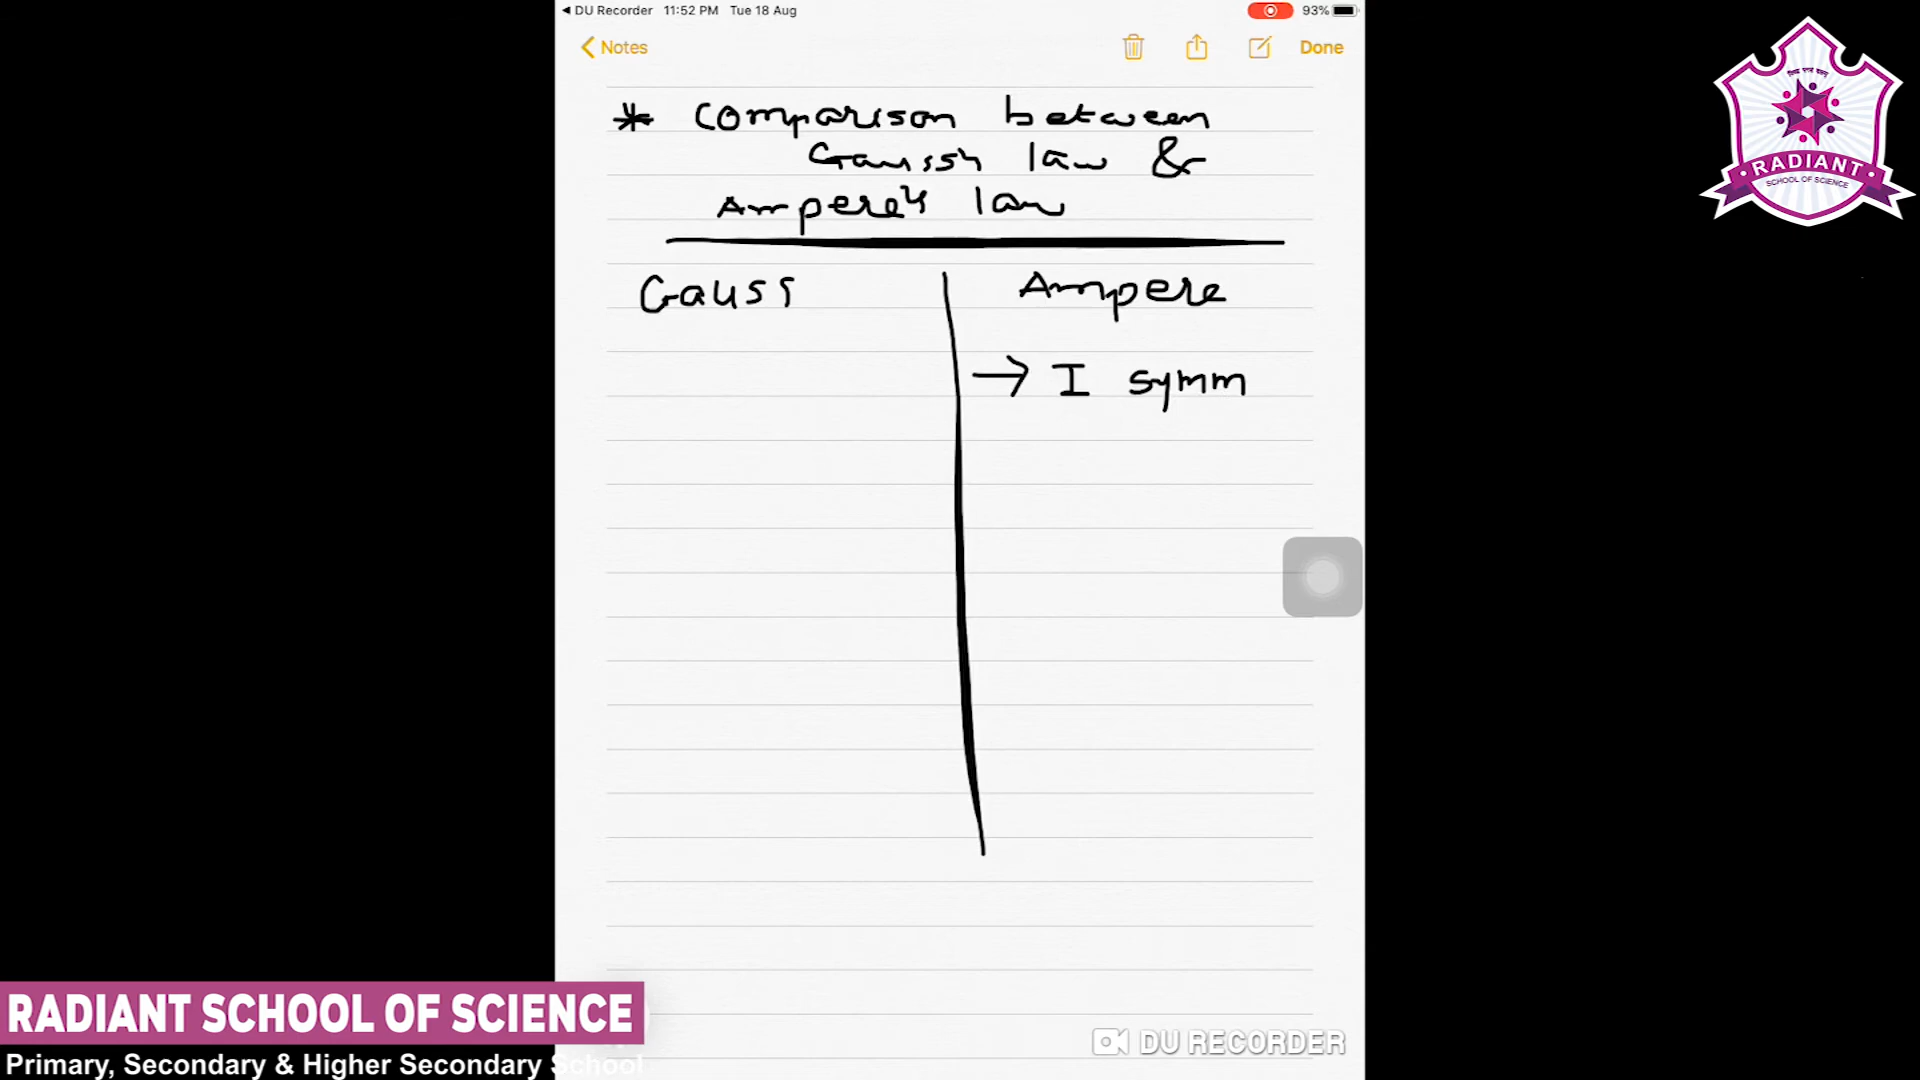 DU Recorder 11:52 PM Tue 18 Aug 93%
Notes Done
* Comparison between
Gauss's law &
Ampere's law
Gauss Ampere
→ I symm
RADIANT
SCHOOL OF SCIENCE
RADIANT SCHOOL OF SCIENCE
Primary, Secondary & Higher Secondary School
DU RECORDER